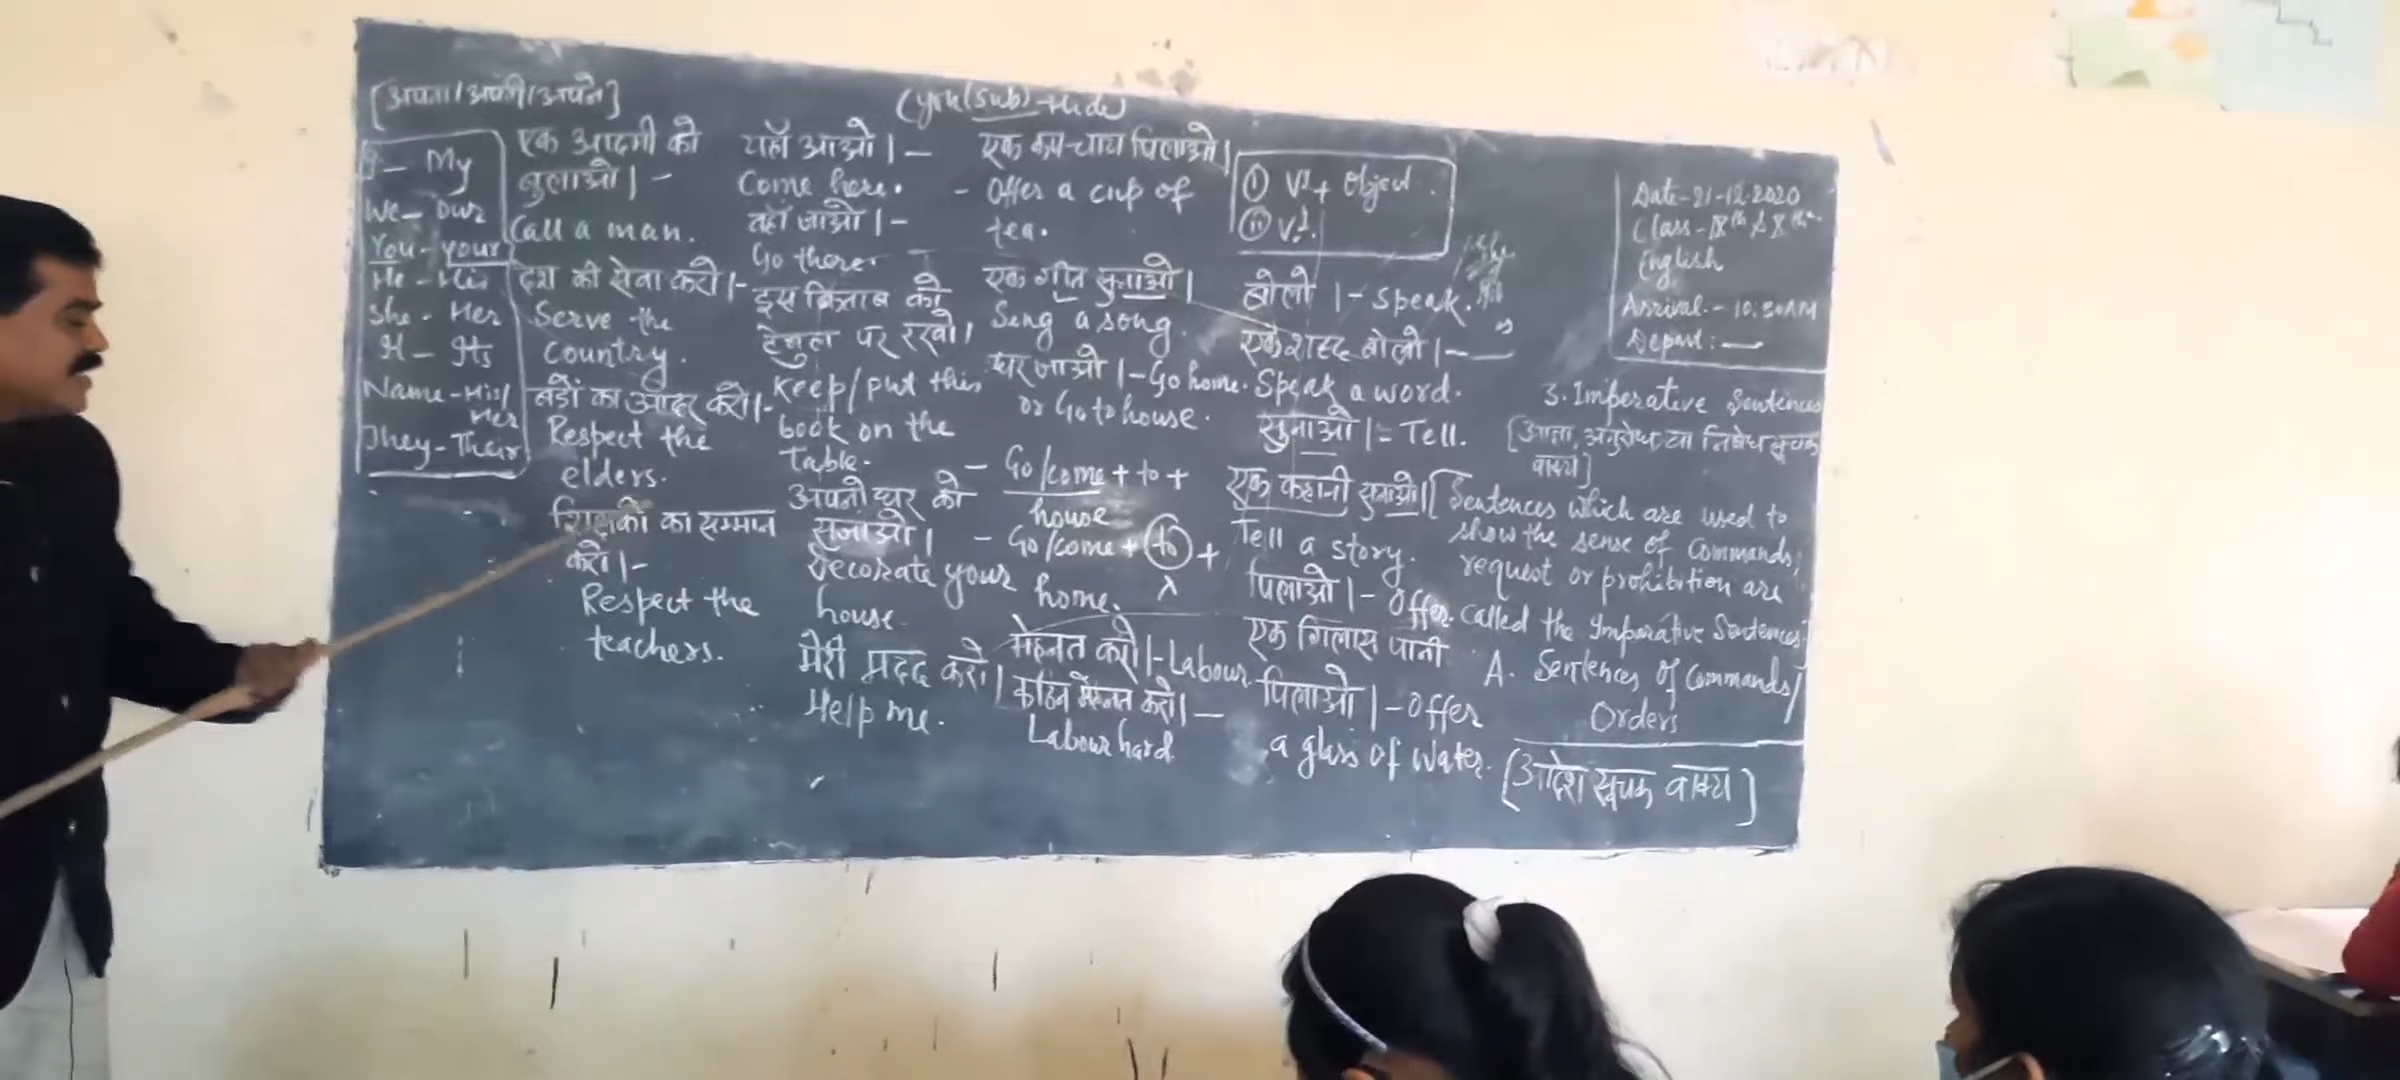 [अपना/अपनी/अपने]
I - My
We - Our
You - your
He - His
She - Her
It - Its
Name - His/
Her
They - Their
एक आदमी को
बुलाओ। -
Call a man.
देश की सेवा करो। -
Serve the
country.
बड़ों का आदर करो। -
Respect the
elders.
शिक्षकों का सम्मान
करो। -
Respect the
teachers.
यहाँ आओ। -
Come here.
वहाँ जाओ। -
Go there.
इस किताब को
टेबुल पर रखो।
Keep/put this
book on the
table.
अपनो घर को
सजाओ।
Decorate your
house.
मेरी मदद करो।
Help me.
(you (sub) - Hide)
एक कप चाय पिलाओ।
- Offer a cup of
tea.
एक गीत सुनाओ।
Seng a song.
घर जाओ। - Go home.
or Go to house.
- Go/come + to +
house
- Go/come + to +
home.
मेहनत करो। - Labour.
कठिन मेहनत करो। -
Labour hard
(i) V¹ + Object.
(ii) V¹.
बोलो। - Speak.
एक शब्द बोलो। -
Speak a word.
सुनाओ। = Tell.
एक कहानी सुनाओ।
Tell a story.
पिलाओ। - Offer.
एक गिलास पानी
पिलाओ। - Offer
a glass of water.
Date - 21-12-2020
Class - IXth & Xth
English
Arrival. - 10:30AM
Depart: -
3. Imperative Sentences
[आज्ञा, अनुरोध या निषेध सूचक
वाक्य]
[Sentences which are used to
show the sense of Commands,
request or prohibition are
called the Imparative Sentences.
A. Sentences of Commands/
Orders
[आदेश सूचक वाक्य]